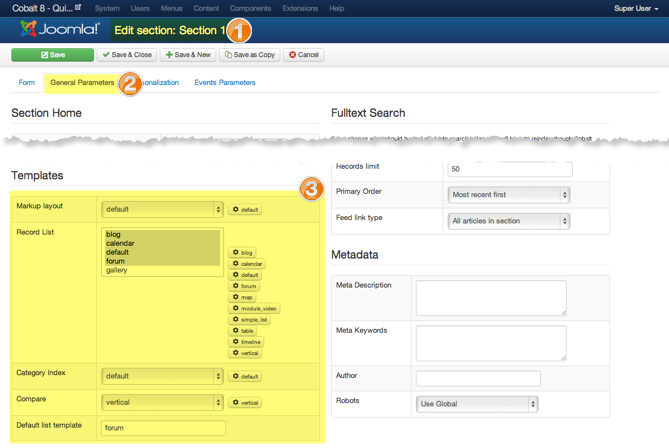 Cobalt 8 - Qui...
System Users Menus Content Components Extensions Help
Super User
Joomla!
Edit section: Section 1
1
Save
Save & Close
Save & New
Save as Copy
Cancel
Form
General Parameters
2
sonalization
Events Parameters
Section Home
Fulltext Search
Templates
3
Markup layout
default
default
Record List
blog
calendar
default
forum
gallery
blog
calendar
default
forum
map
module_video
simple_list
table
timeline
vertical
Category Index
default
default
Compare
vertical
vertical
Default list template
forum
Records limit
50
Primary Order
Most recent first
Feed link type
All articles in section
Metadata
Meta Description
Meta Keywords
Author
Robots
Use Global